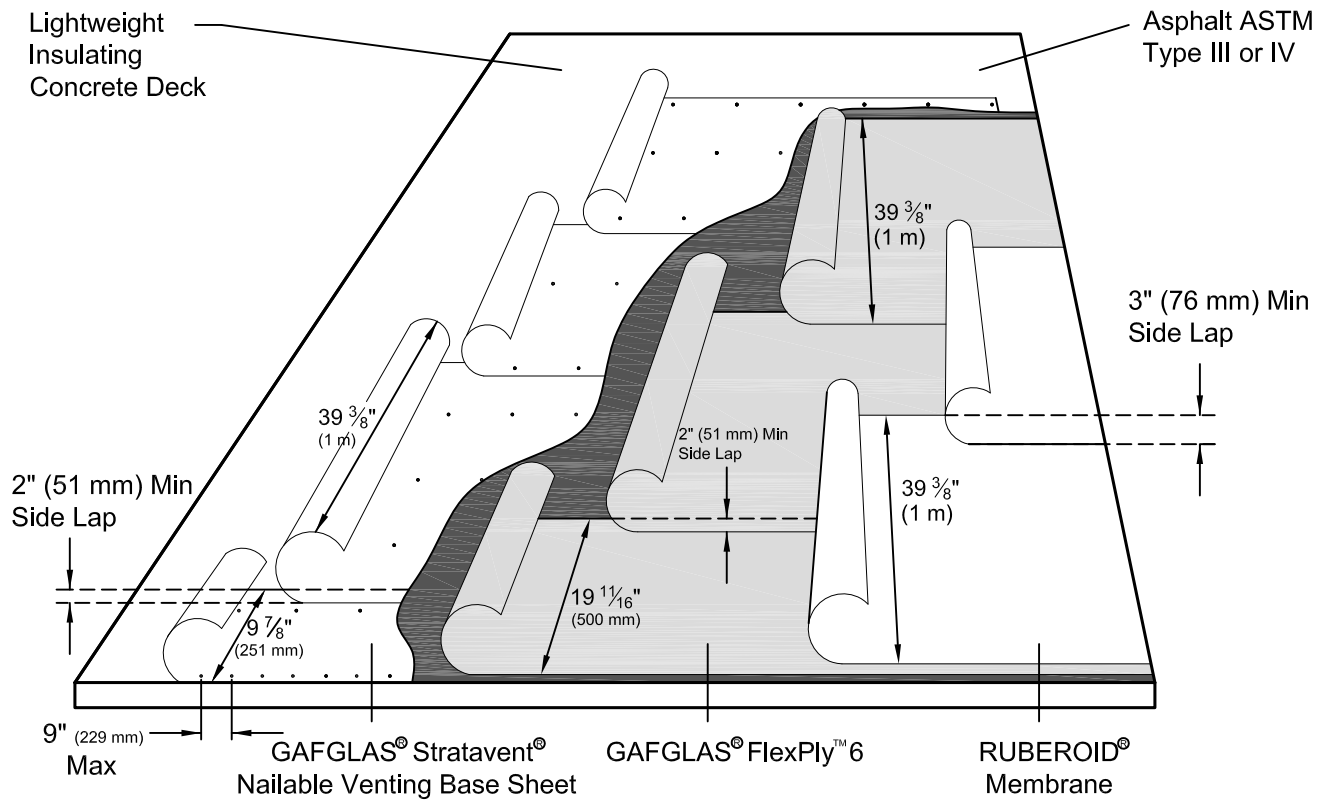 Lightweight
Insulating
Concrete Deck
Asphalt ASTM
Type III or IV
39 3⁄8"
(1 m)
3" (76 mm) Min
Side Lap
39 3⁄8"
(1 m)
2" (51 mm) Min
Side Lap
2" (51 mm) Min
Side Lap
39 3⁄8"
(1 m)
19 11⁄16"
(500 mm)
9 7⁄8"
(251 mm)
9" (229 mm)
Max
GAFGLAS® Stratavent®
Nailable Venting Base Sheet
GAFGLAS® FlexPly™ 6
RUBEROID®
Membrane